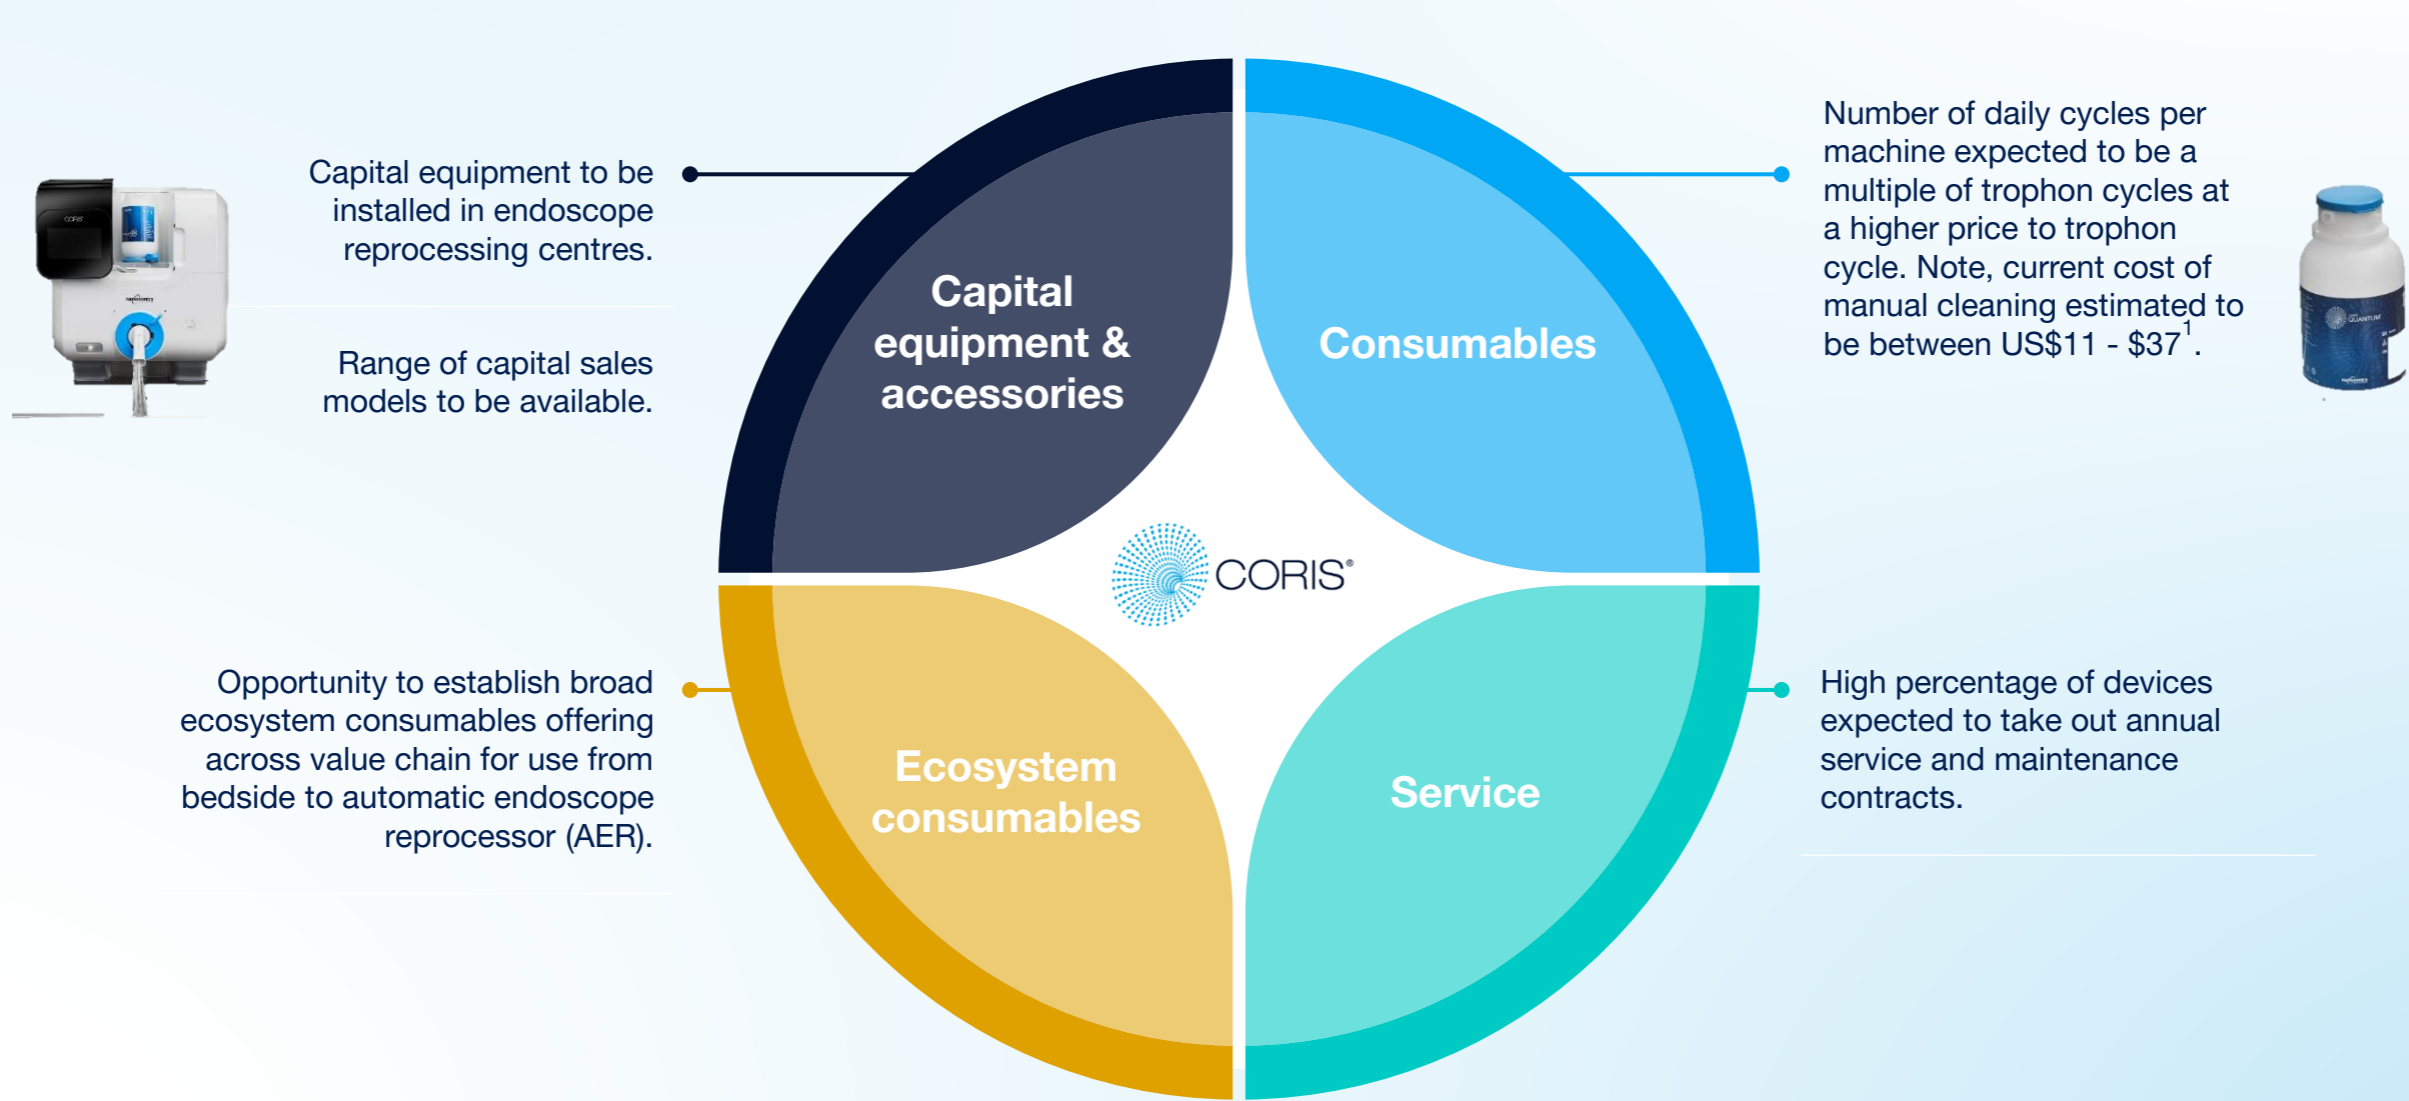 Capital equipment to be
installed in endoscope
reprocessing centres.
Range of capital sales
models to be available.
CORIS
nanosonics
Capital
equipment &
accessories
Consumables
Number of daily cycles per
machine expected to be a
multiple of trophon cycles at
a higher price to trophon
cycle. Note, current cost of
manual cleaning estimated to
be between US$11 - $37¹.
QUANTUM
nanosonics
CORIS®
Opportunity to establish broad
ecosystem consumables offering
across value chain for use from
bedside to automatic endoscope
reprocessor (AER).
Ecosystem
consumables
Service
High percentage of devices
expected to take out annual
service and maintenance
contracts.